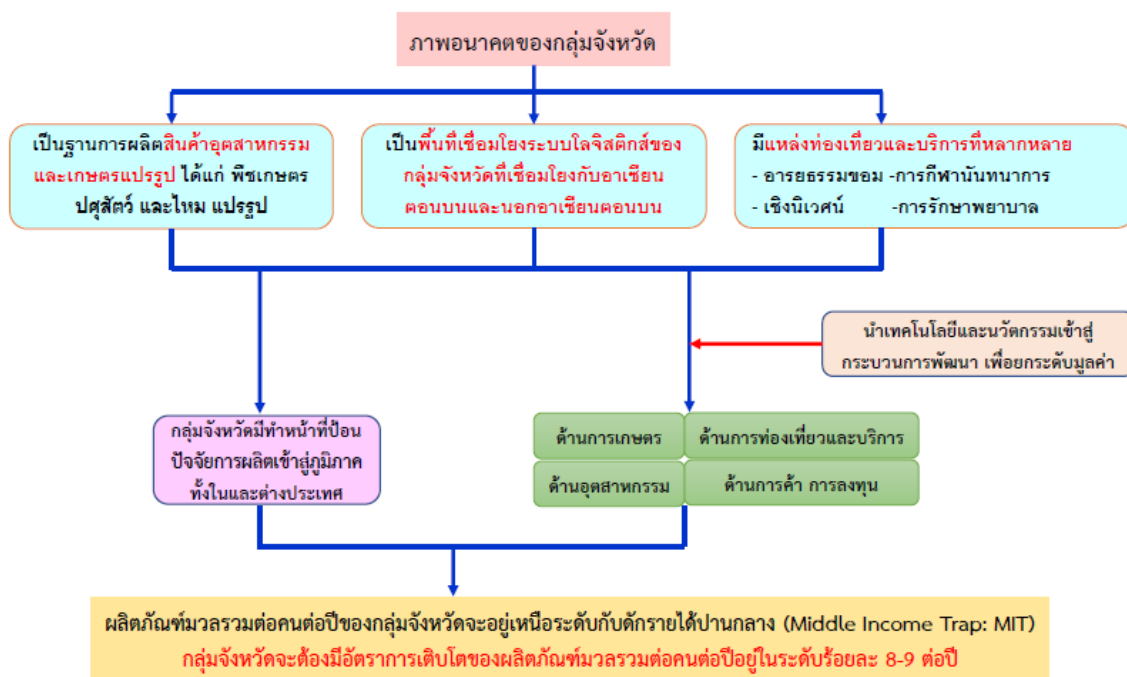 ภาพอนาคตของกลุ่มจังหวัด
เป็นฐานการผลิตสินค้าอุตสาหกรรม
และเกษตรแปรรูป ได้แก่ พืชเกษตร
ปศุสัตว์ และไหม แปรรูป
เป็นพื้นที่เชื่อมโยงระบบโลจิสติกส์ของ
กลุ่มจังหวัดที่เชื่อมโยงกับอาเซียน
ตอนบนและนอกอาเซียนตอนบน
มีแหล่งท่องเที่ยวและบริการที่หลากหลาย
- อารยธรรมขอม -การกีฬานันทนาการ
- เชิงนิเวศน์ -การรักษาพยาบาล
นำเทคโนโลยีและนวัตกรรมเข้าสู่
กระบวนการพัฒนา เพื่อยกระดับมูลค่า
กลุ่มจังหวัดมีทำหน้าที่ป้อน
ปัจจัยการผลิตเข้าสู่ภูมิภาค
ทั้งในและต่างประเทศ
ด้านการเกษตร ด้านการท่องเที่ยวและบริการ
ด้านอุตสาหกรรม ด้านการค้า การลงทุน
ผลิตภัณฑ์มวลรวมต่อคนต่อปีของกลุ่มจังหวัดจะอยู่เหนือระดับกับดักรายได้ปานกลาง (Middle Income Trap: MIT)
กลุ่มจังหวัดจะต้องมีอัตราการเติบโตของผลิตภัณฑ์มวลรวมต่อคนต่อปีอยู่ในระดับร้อยละ 8-9 ต่อปี